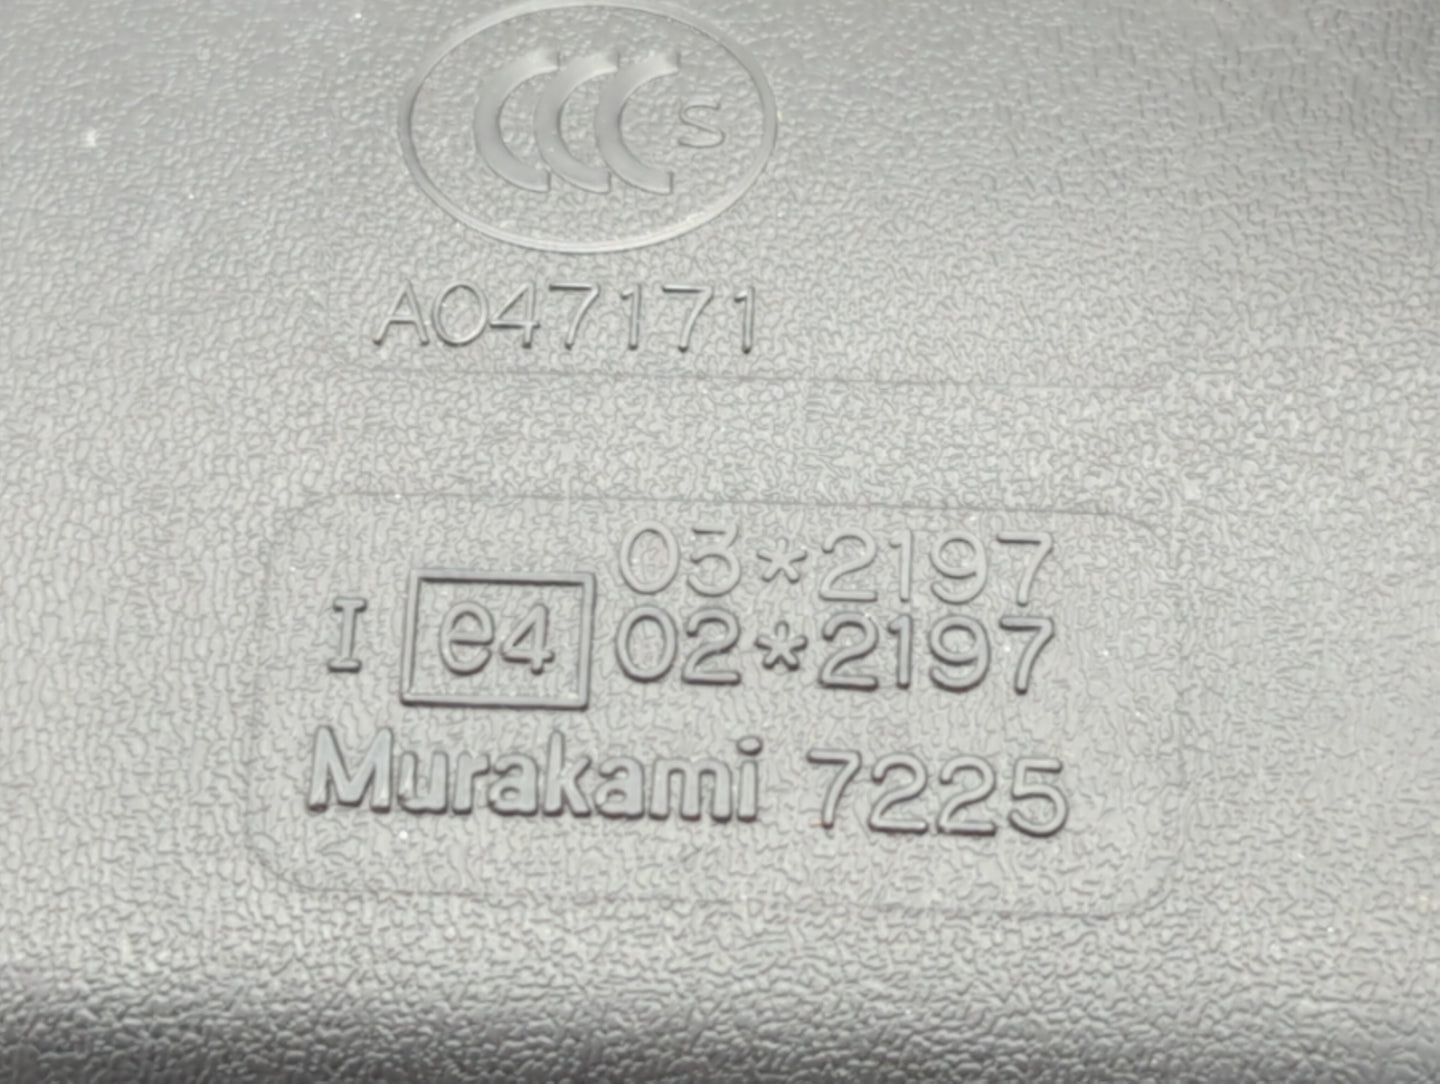 CCC S
A047171
03*2197
I e4 02*2197
Murakami 7225